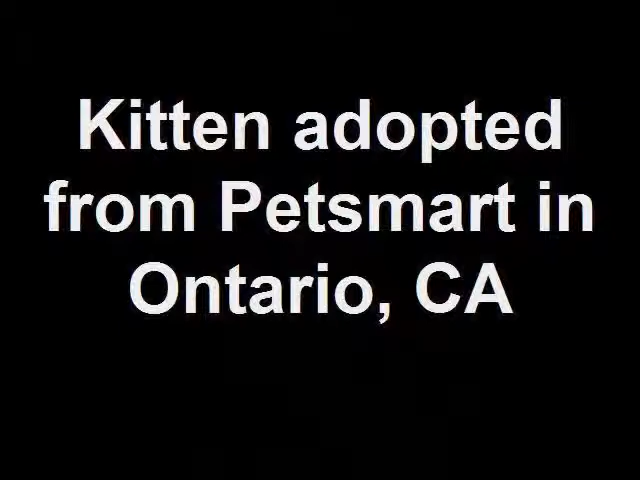 Kitten adopted
from Petsmart in
Ontario, CA